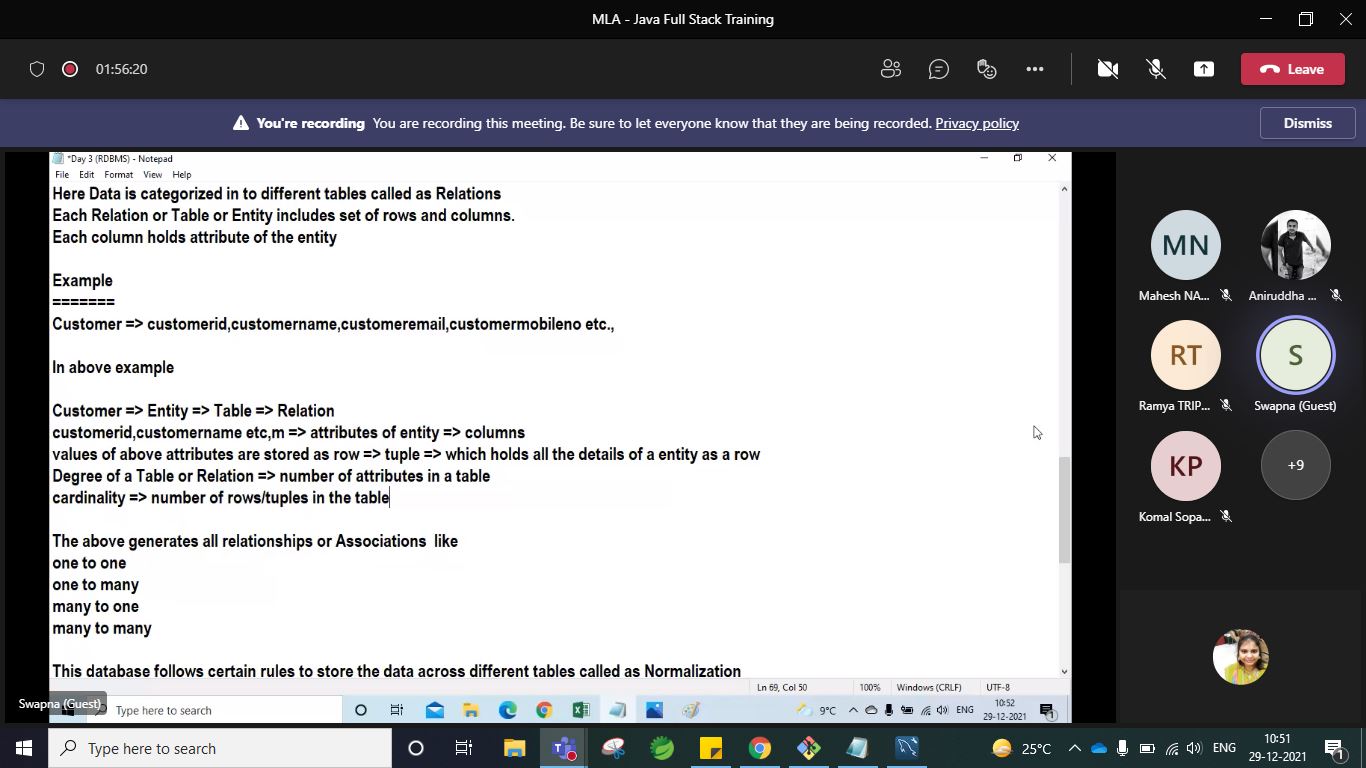 MLA - Java Full Stack Training
01:56:20
Leave
You're recording You are recording this meeting. Be sure to let everyone know that they are being recorded. Privacy policy
Dismiss
*Day 3 (RDBMS) - Notepad
File Edit Format View Help
Here Data is categorized in to different tables called as Relations
Each Relation or Table or Entity includes set of rows and columns.
Each column holds attribute of the entity
Example
=======
Customer => customerid,customername,customeremail,customermobileno etc.,
In above example
Customer => Entity => Table => Relation
customerid,customername etc,m => attributes of entity => columns
values of above attributes are stored as row => tuple => which holds all the details of a entity as a row
Degree of a Table or Relation => number of attributes in a table
cardinality => number of rows/tuples in the table
The above generates all relationships or Associations  like
one to one
one to many
many to one
many to many
This database follows certain rules to store the data across different tables called as Normalization
Ln 69, Col 50 100% Windows (CRLF) UTF-8
MN
Mahesh NA...
Aniruddha ...
RT
Ramya TRIP...
S
Swapna (Guest)
KP
Komal Sopa...
+9
Swapna (Guest)
Type here to search
9°C
ENG
10:52
29-12-2021
1
Type here to search
25°C
ENG
10:51
29-12-2021
1